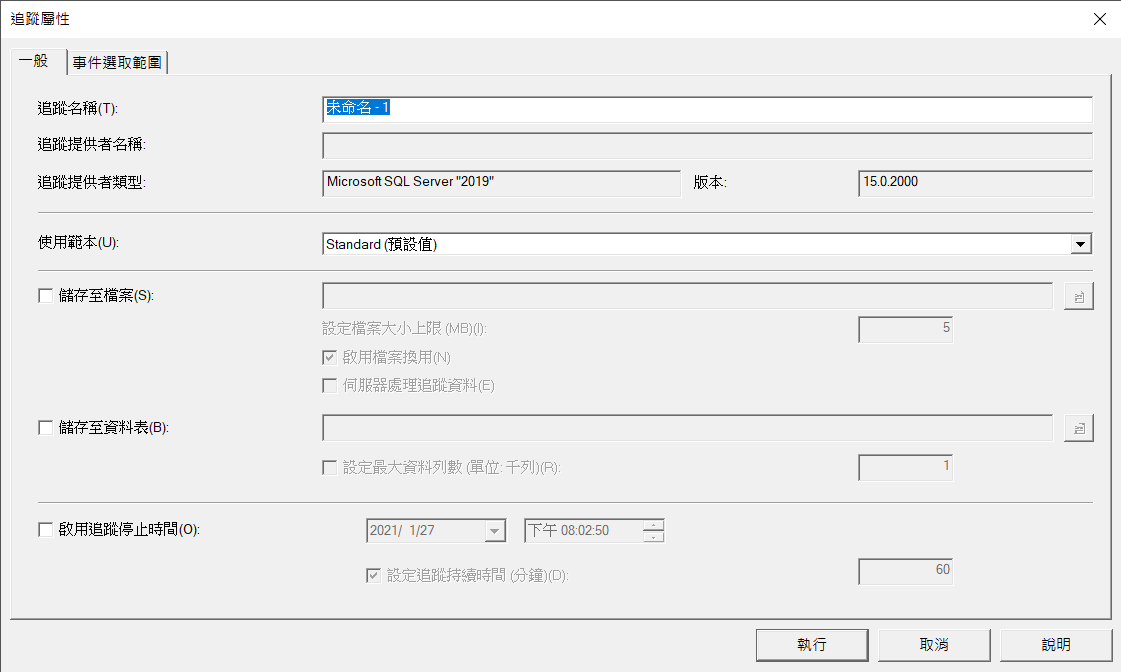 追蹤屬性
一般
事件選取範圍
追蹤名稱(T):
未命名 - 1
追蹤提供者名稱:
追蹤提供者類型:
Microsoft SQL Server "2019"
版本:
15.0.2000
使用範本(U):
Standard (預設值)
儲存至檔案(S):
設定檔案大小上限 (MB)(I):
5
啟用檔案換用(N)
伺服器處理追蹤資料(E)
儲存至資料表(B):
設定最大資料列數 (單位: 千列)(R):
1
啟用追蹤停止時間(O):
2021/ 1/27
下午 08:02:50
設定追蹤持續時間 (分鐘)(D):
60
執行
取消
說明